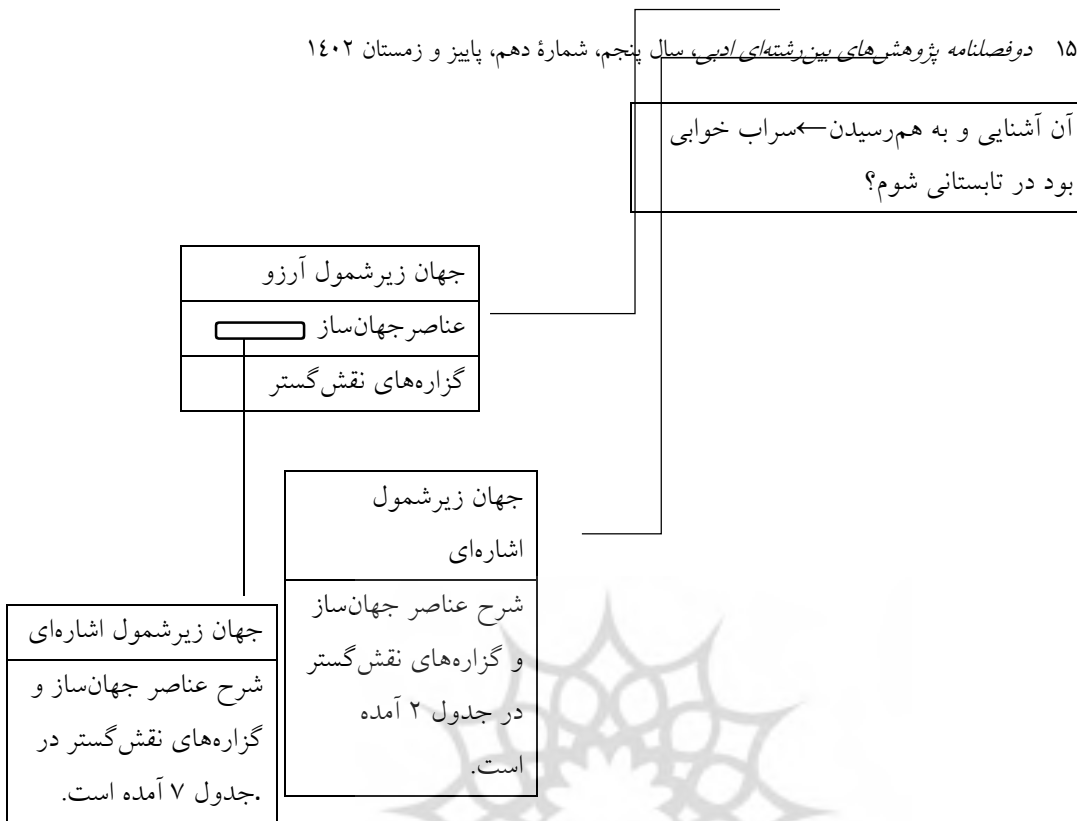 ۱۵ دوفصلنامه پژوهش‌های بین‌رشته‌ای ادبی، سال پنجم، شمارۀ دهم، پاییز و زمستان ۱۴۰۲
آن آشنایی و به هم‌رسیدن←سراب خوابی
بود در تابستانی شوم؟
جهان زیرشمول آرزو
عناصرجهان‌ساز
گزاره‌های نقش‌گستر
جهان زیرشمول
اشاره‌ای
شرح عناصر جهان‌ساز
و گزاره‌های نقش‌گستر
در جدول ۲ آمده
است.
جهان زیرشمول اشاره‌ای
شرح عناصر جهان‌ساز و
گزاره‌های نقش‌گستر در
.جدول ۷ آمده است.